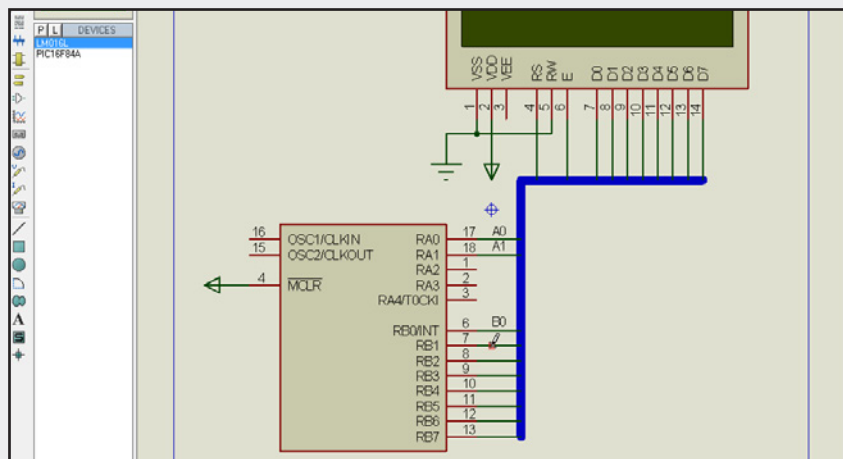 P L DEVICES
LM016L
PIC16F84A
VSS
VDD
VEE
RS
RW
E
D0
D1
D2
D3
D4
D5
D6
D7
1
2
3
4
5
6
7
8
9
10
11
12
13
14
16 OSC1/CLKIN
15 OSC2/CLKOUT
4 MCLR
RA0 17 A0
RA1 18 A1
RA2 1
RA3 2
RA4/T0CKI 3
RB0/INT 6 B0
RB1 7
RB2 8
RB3 9
RB4 10
RB5 11
RB6 12
RB7 13
A